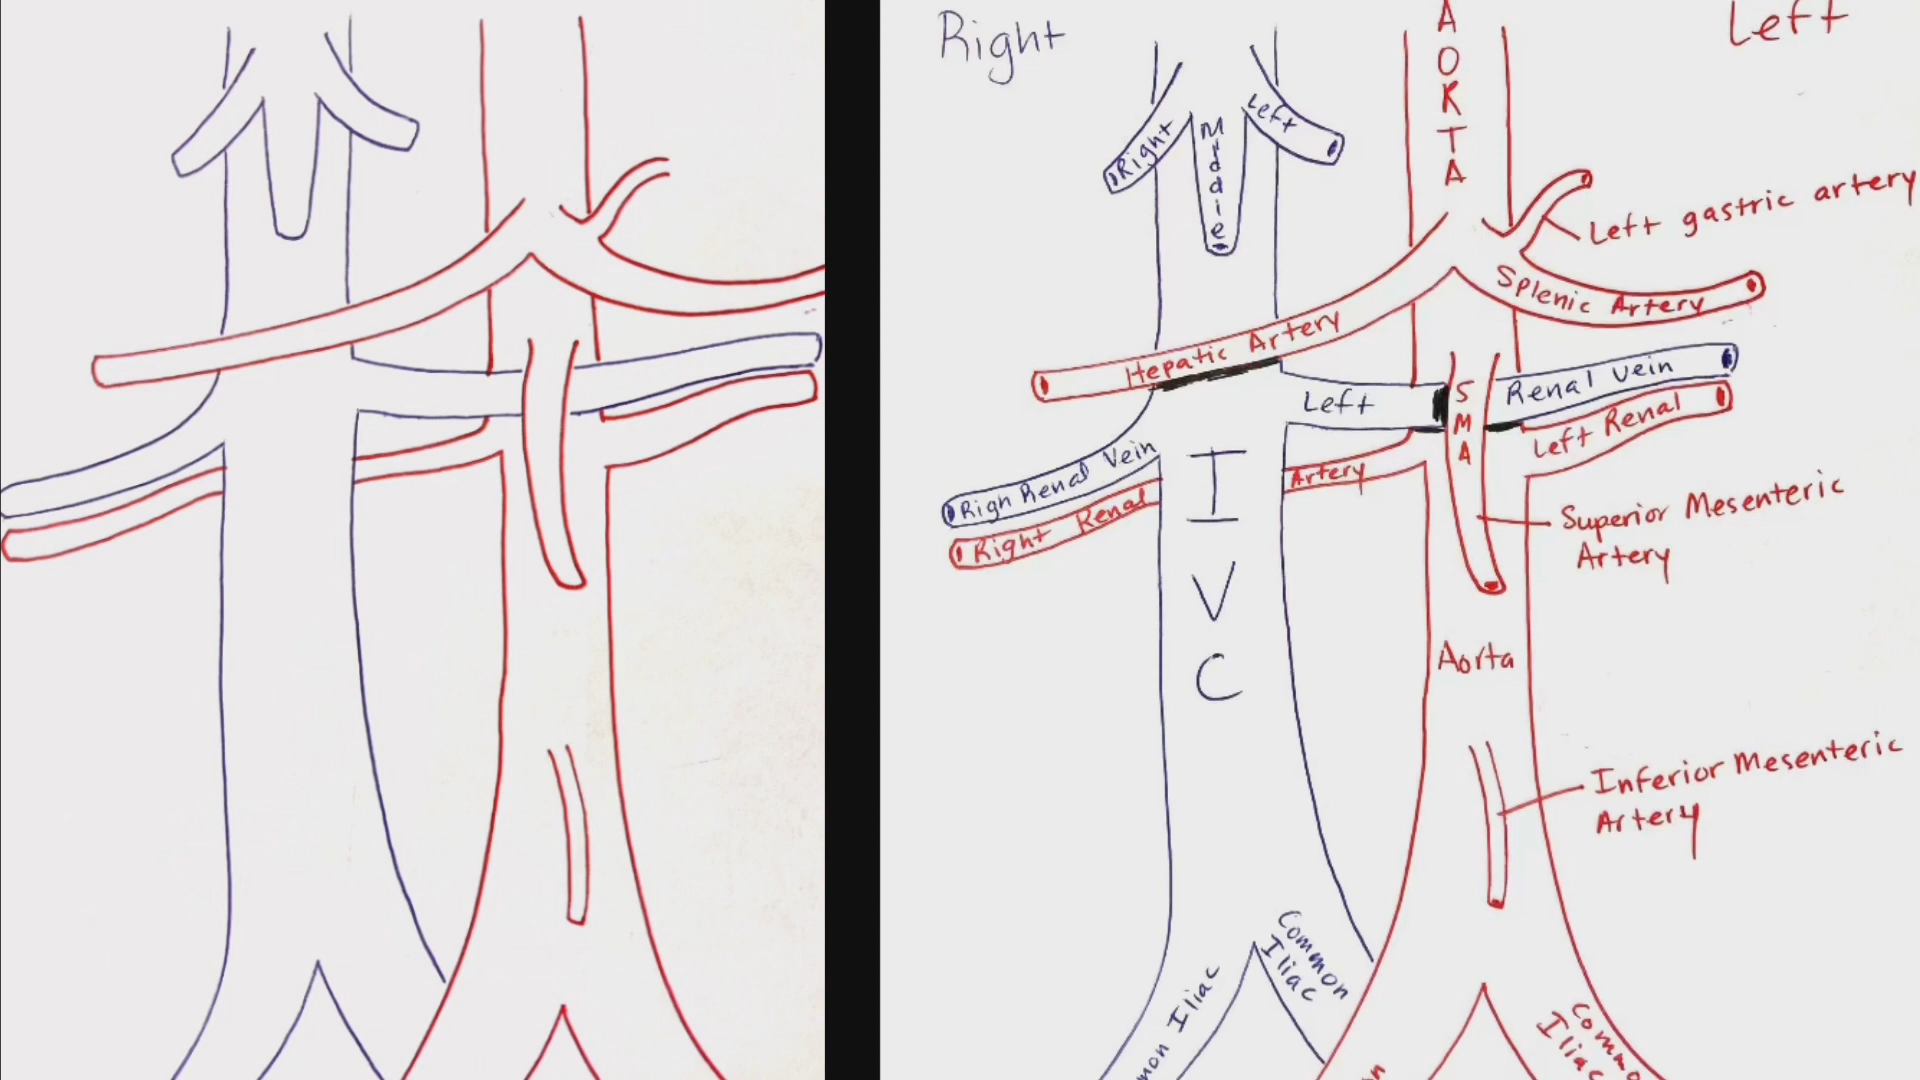 Right
AORTA
Left
Right
Middle
Left
Left gastric artery
Splenic Artery
Hepatic Artery
Left
SMA
Renal Vein
Left Renal
Artery
Righ Renal Vein
Right Renal
IVC
Superior Mesenteric
Artery
Aorta
Inferior Mesenteric
Artery
Common
Iliac
Iliac
Iliac